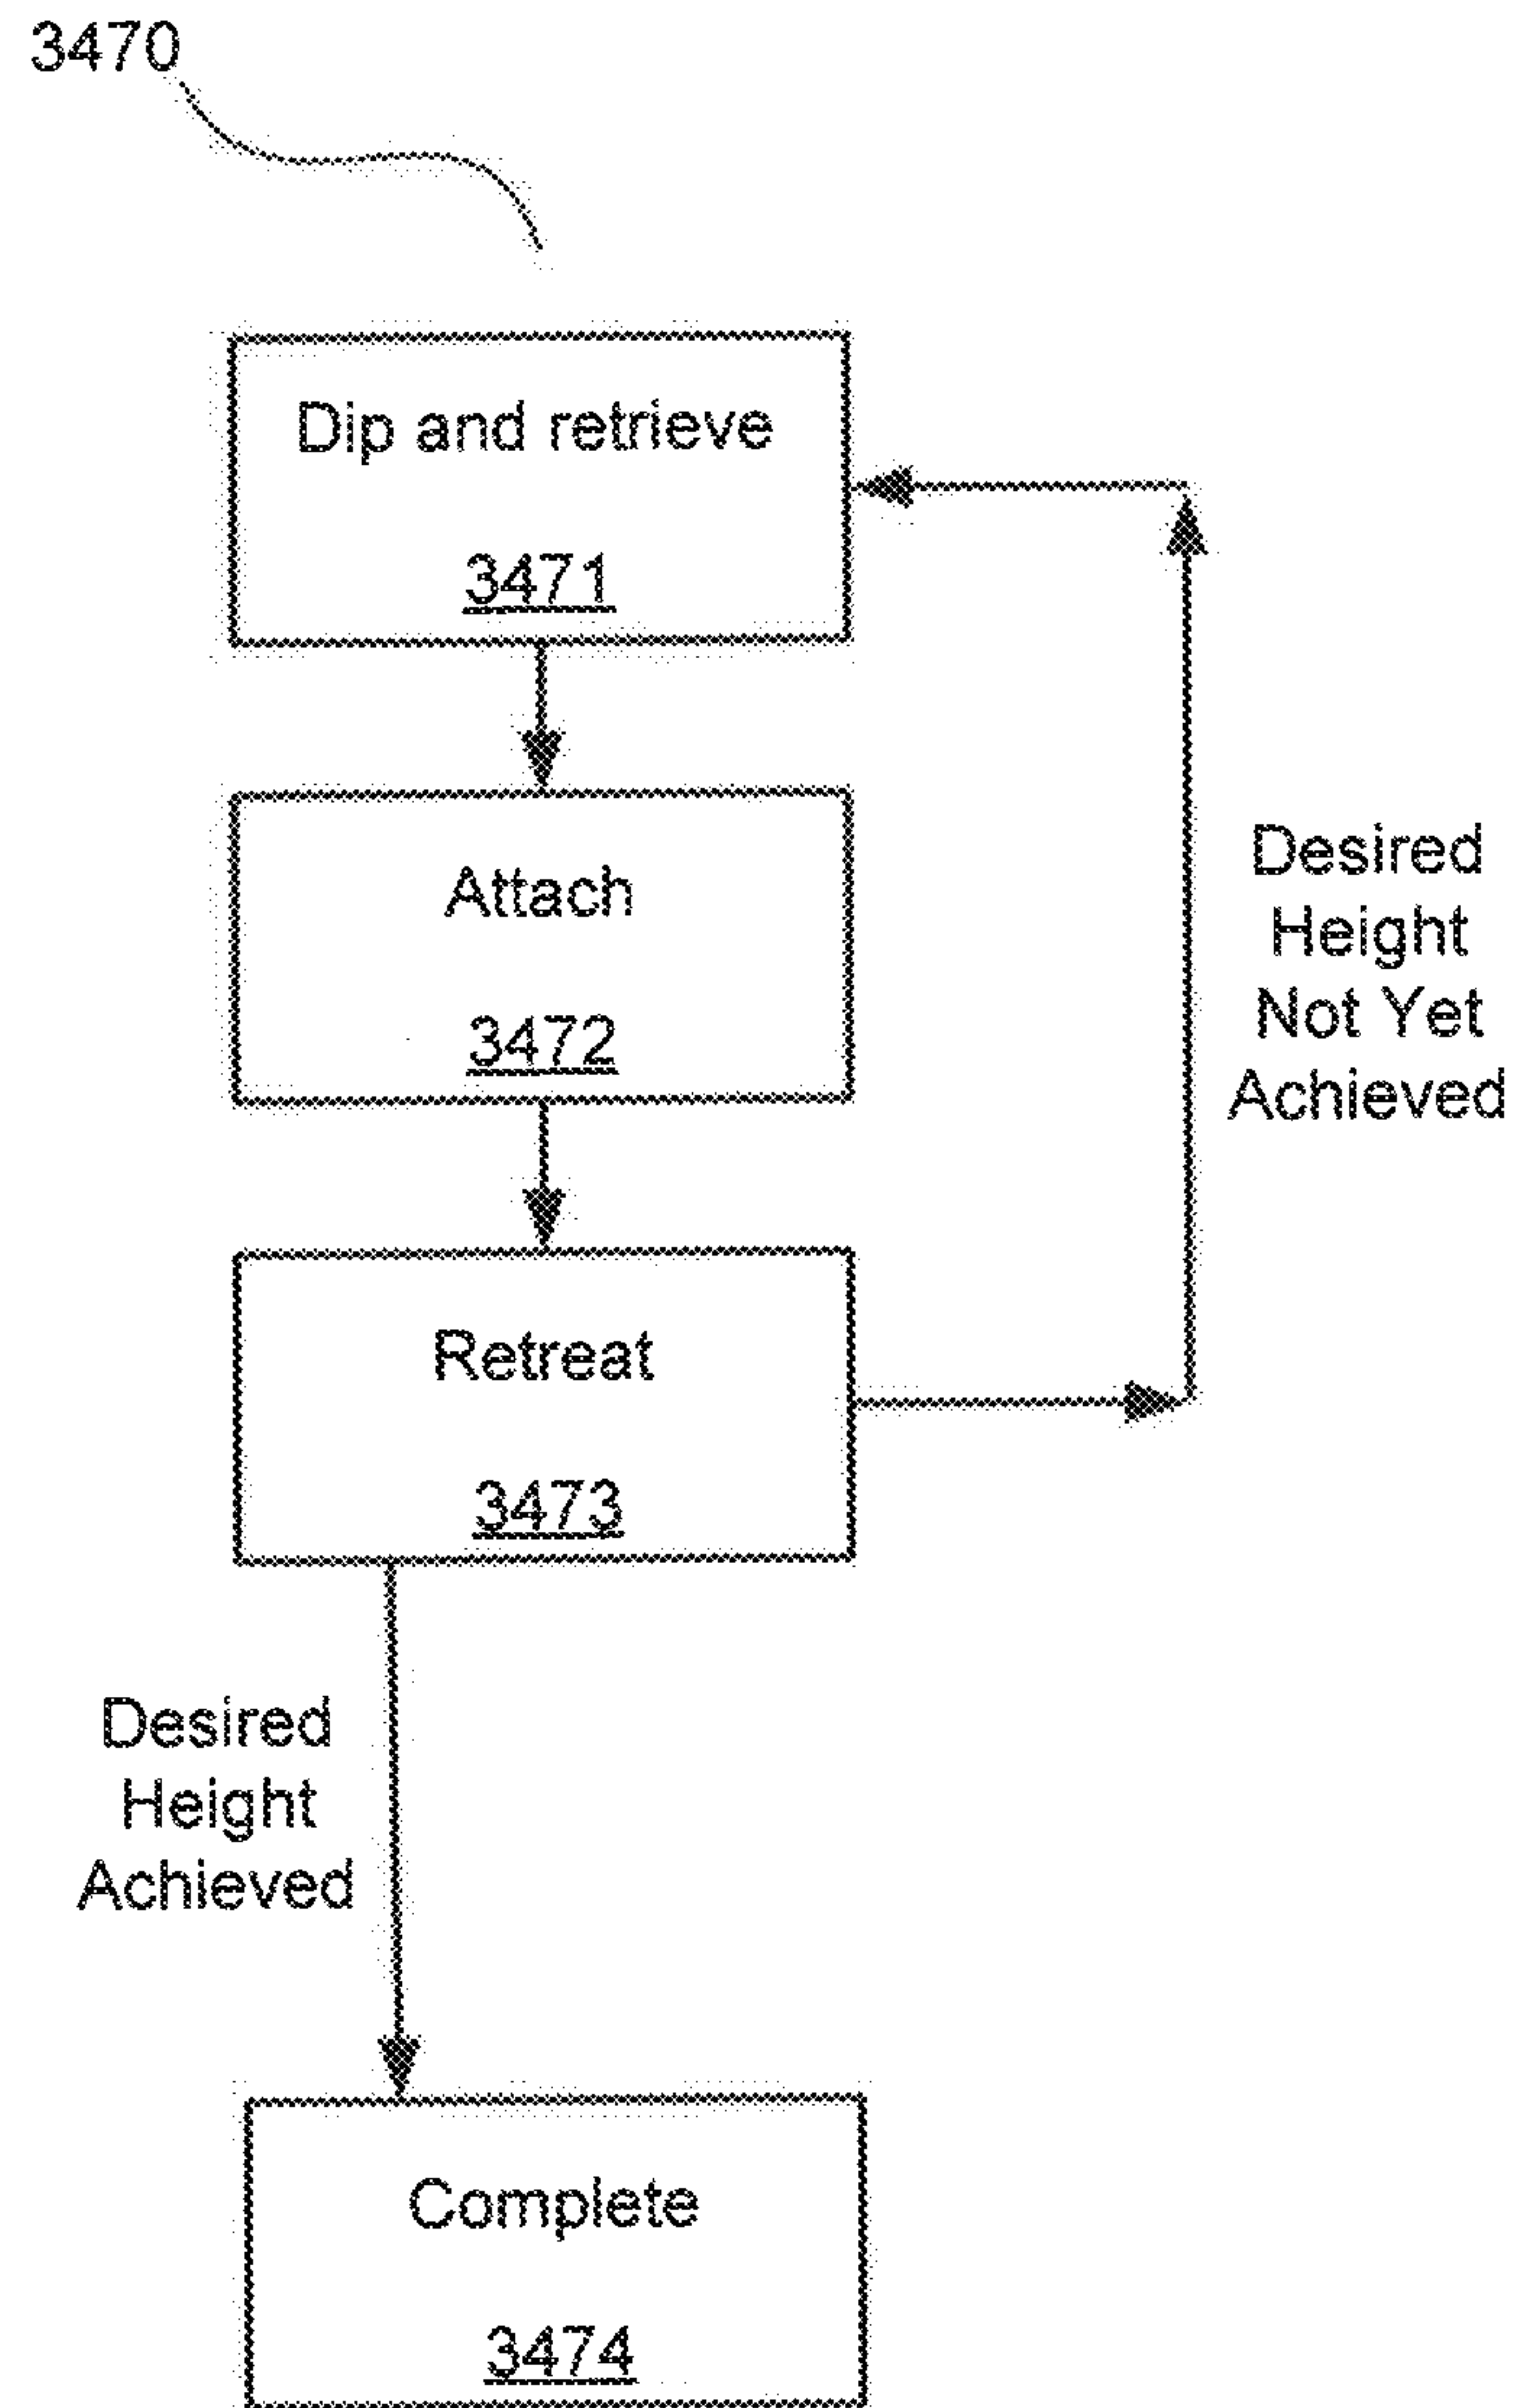 3470
Dip and retrieve
3471
Attach
3472
Desired
Height
Not Yet
Achieved
Retreat
3473
Desired
Height
Achieved
Complete
3474